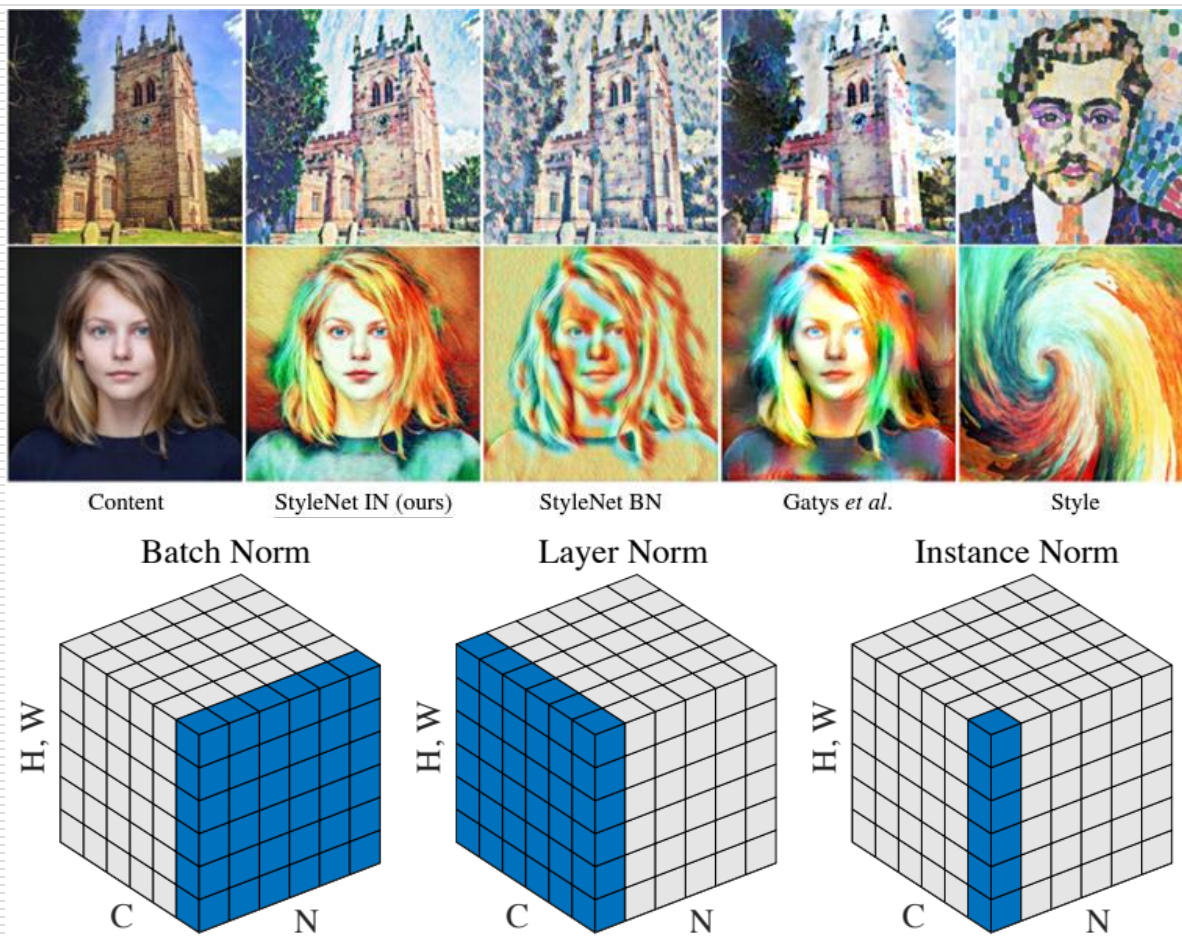 Content StyleNet IN (ours) StyleNet BN Gatys et al. Style
Batch Norm Layer Norm Instance Norm
H, W H, W H, W
C N C N C N